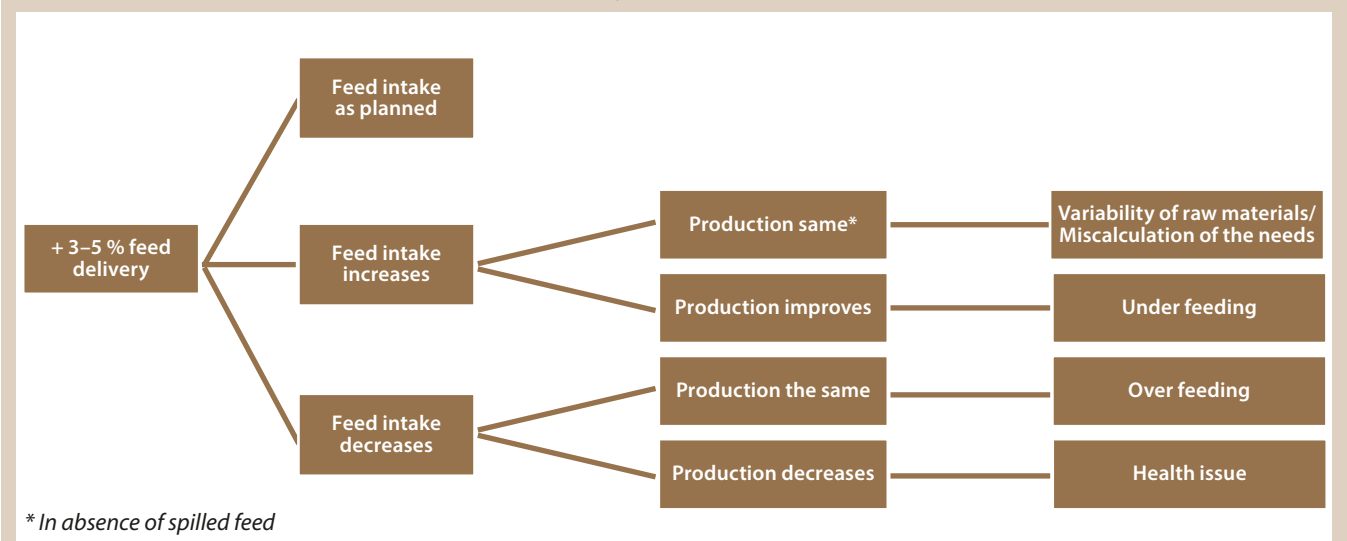 Feed intake
as planned
+ 3–5 % feed
delivery
Feed intake
increases
Production same*
Variability of raw materials/
Miscalculation of the needs
Production improves
Under feeding
Feed intake
decreases
Production the same
Over feeding
Production decreases
Health issue
* In absence of spilled feed